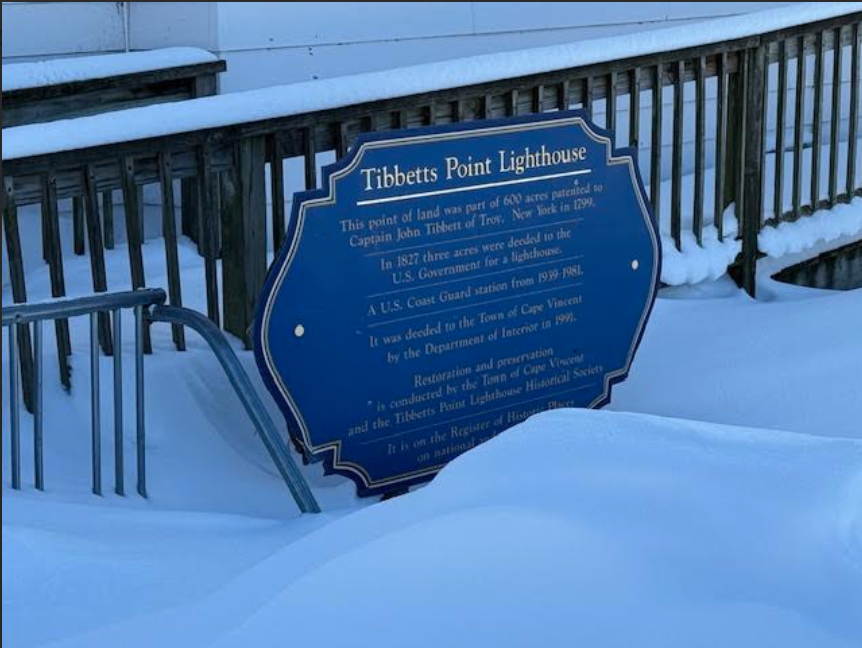 Tibbetts Point Lighthouse
This point of land was part of 600 acres patented to
Captain John Tibbett of Troy, New York in 1799.
In 1827 three acres were deeded to the
U.S. Government for a lighthouse.
A U.S. Coast Guard station from 1939-1981.
It was deeded to the Town of Cape Vincent
by the Department of Interior in 1991.
Restoration and preservation
is conducted by the Town of Cape Vincent
and the Tibbetts Point Lighthouse Historical Society
It is on the Register of Historic Places
on national